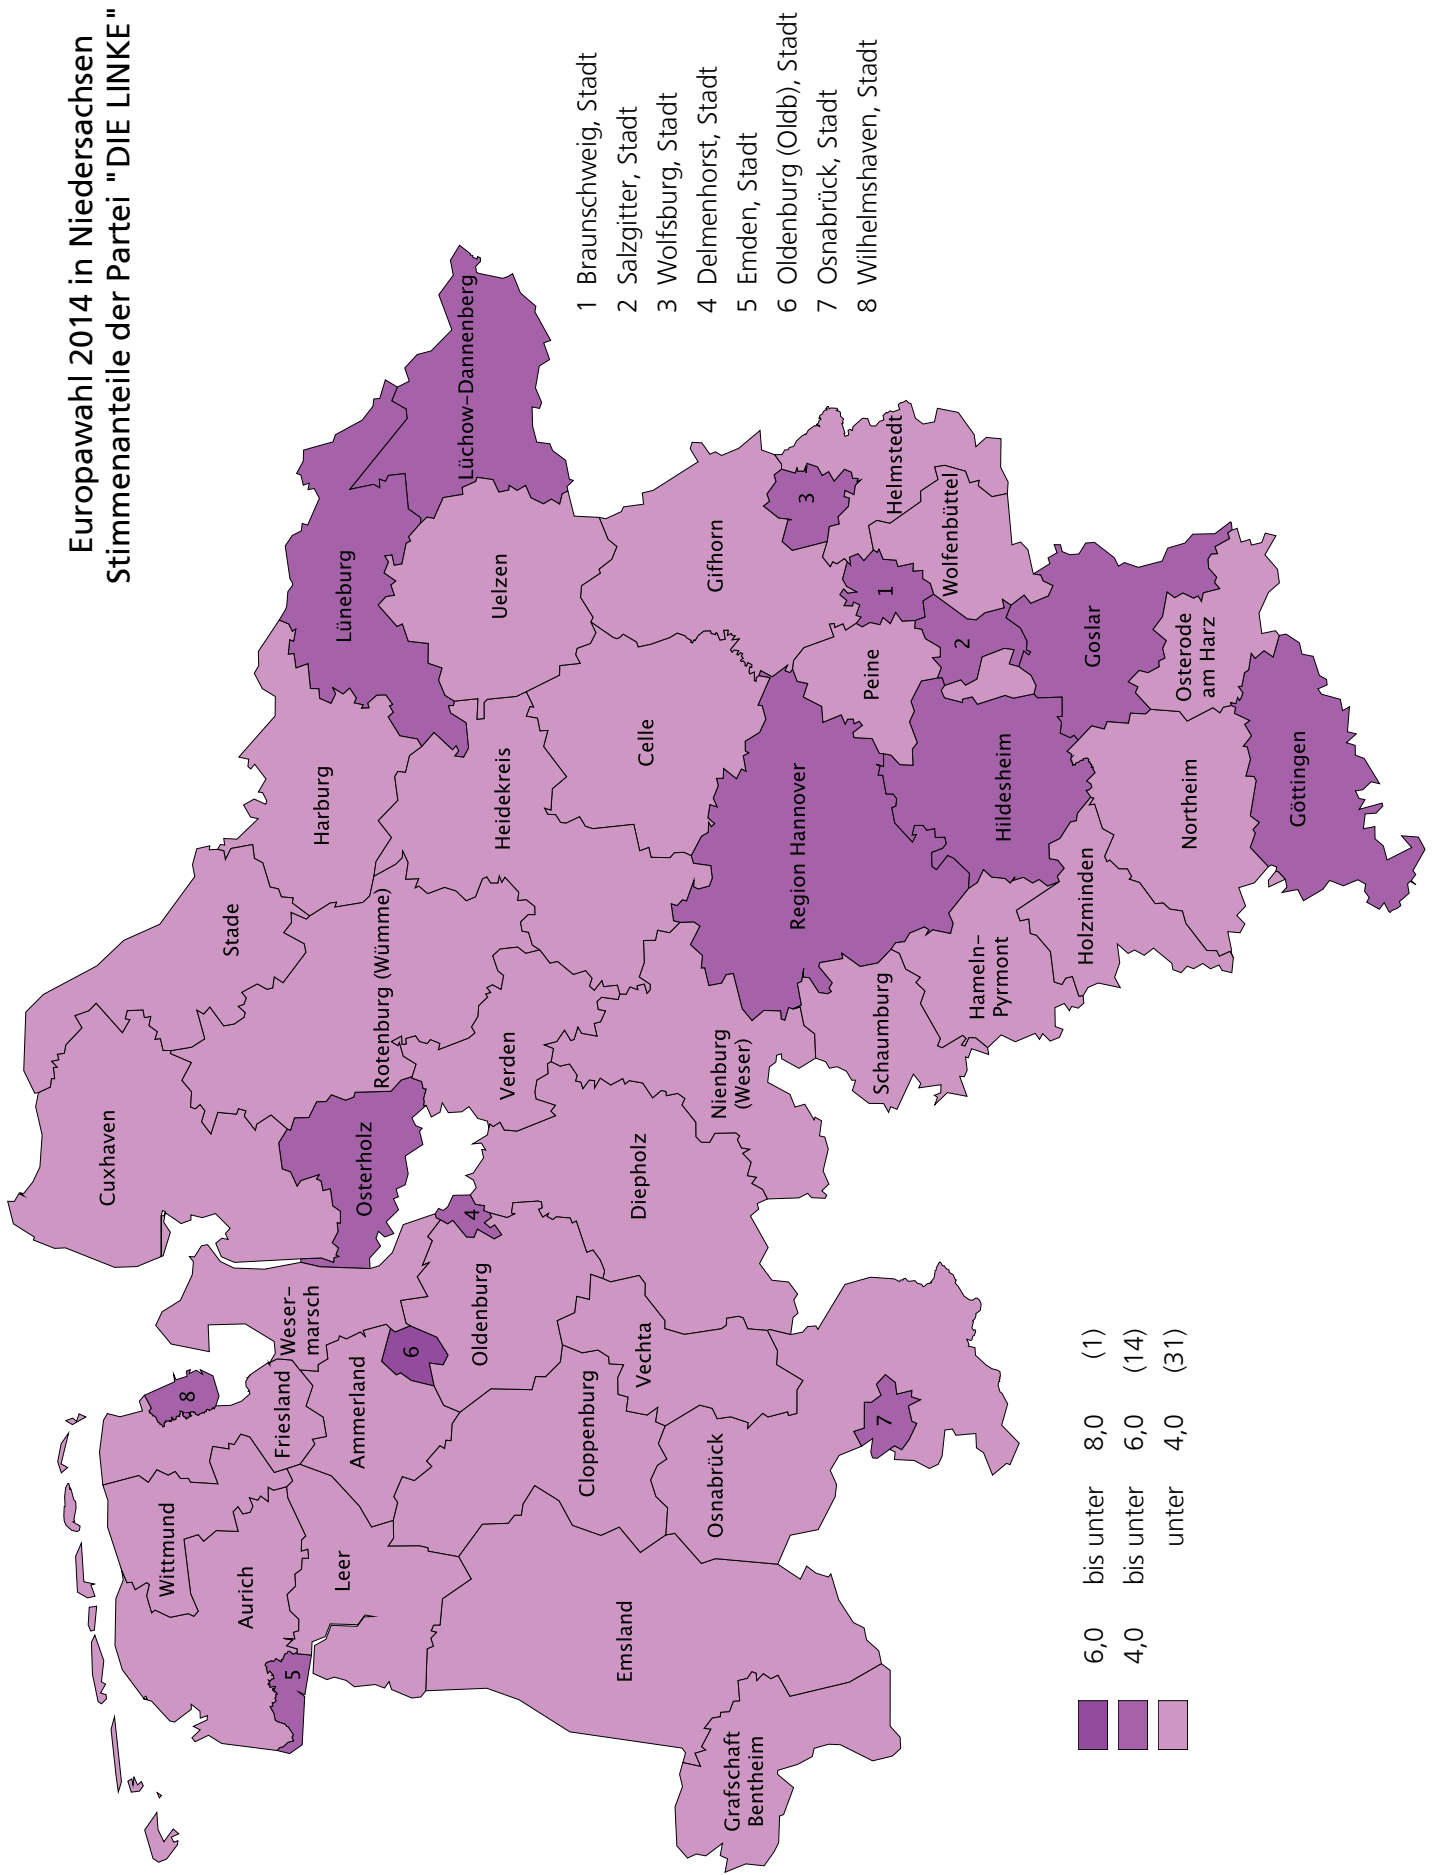 Europawahl 2014 in Niedersachsen
Stimmenanteile der Partei "DIE LINKE"
1 Braunschweig, Stadt
2 Salzgitter, Stadt
3 Wolfsburg, Stadt
4 Delmenhorst, Stadt
5 Emden, Stadt
6 Oldenburg (Oldb), Stadt
7 Osnabrück, Stadt
8 Wilhelmshaven, Stadt
Cuxhaven
Stade
Wittmund
8
Aurich
Friesland
Weser–
marsch
Osterholz
Rotenburg (Wümme)
Harburg
Lüneburg
5
Leer
Ammerland
6
Oldenburg
4
Verden
Heidekreis
Uelzen
Lüchow–Dannenberg
Emsland
Cloppenburg
Vechta
Diepholz
Celle
Gifhorn
Grafschaft
Bentheim
Osnabrück
7
Nienburg
(Weser)
Schaumburg
Region Hannover
Peine
3
1
Helmstedt
Wolfenbüttel
2
Hameln–
Pyrmont
Hildesheim
Holzminden
Goslar
Northeim
Osterode
am Harz
Göttingen
6,0 bis unter 8,0 (1)
4,0 bis unter 6,0 (14)
unter 4,0 (31)